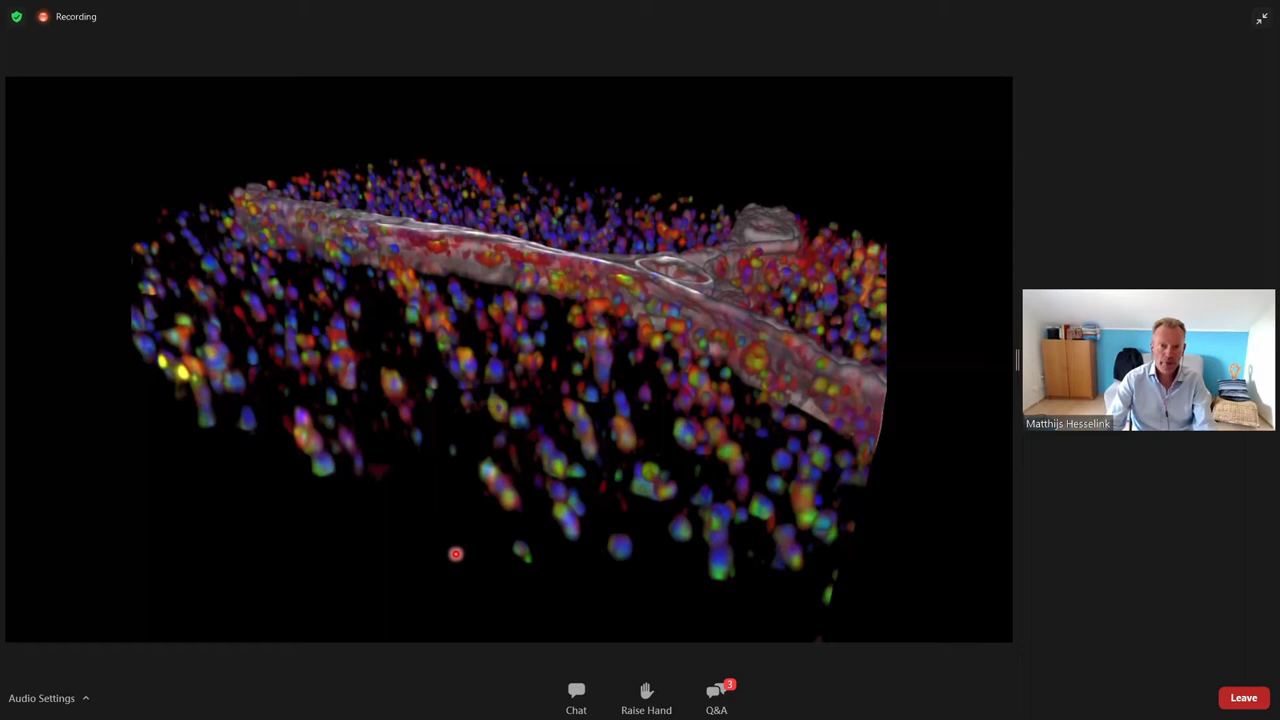 Recording
Matthijs Hesselink
Audio Settings
Chat
Raise Hand
3
Q&A
Leave